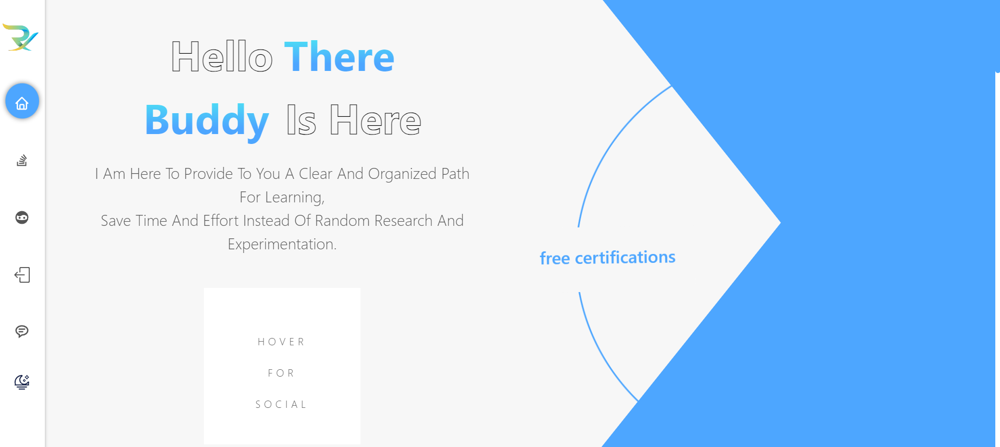 Hello There
Buddy Is Here
I Am Here To Provide To You A Clear And Organized Path
For Learning,
Save Time And Effort Instead Of Random Research And
Experimentation.
free certifications
HOVER
FOR
SOCIAL